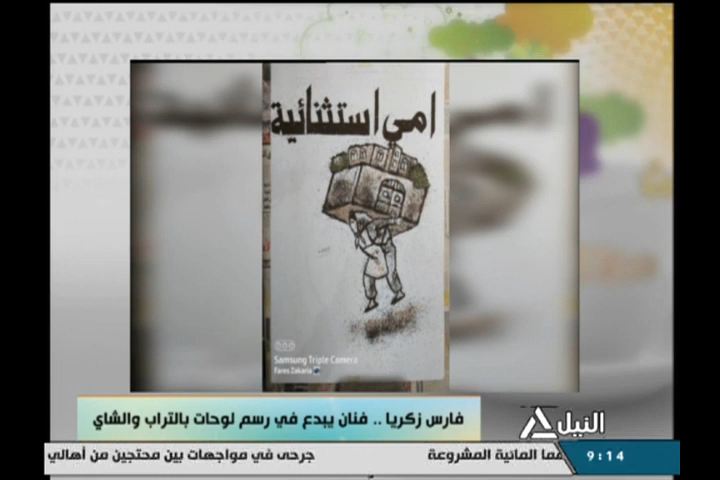 امي استثنائية
Samsung Triple Camera
Fares Zakaria
فارس زكريا .. فنان يبدع في رسم لوحات بالتراب والشاي
النيل
المائية المشروعة
جرحى في مواجهات بين محتجين من أهالي
9:14